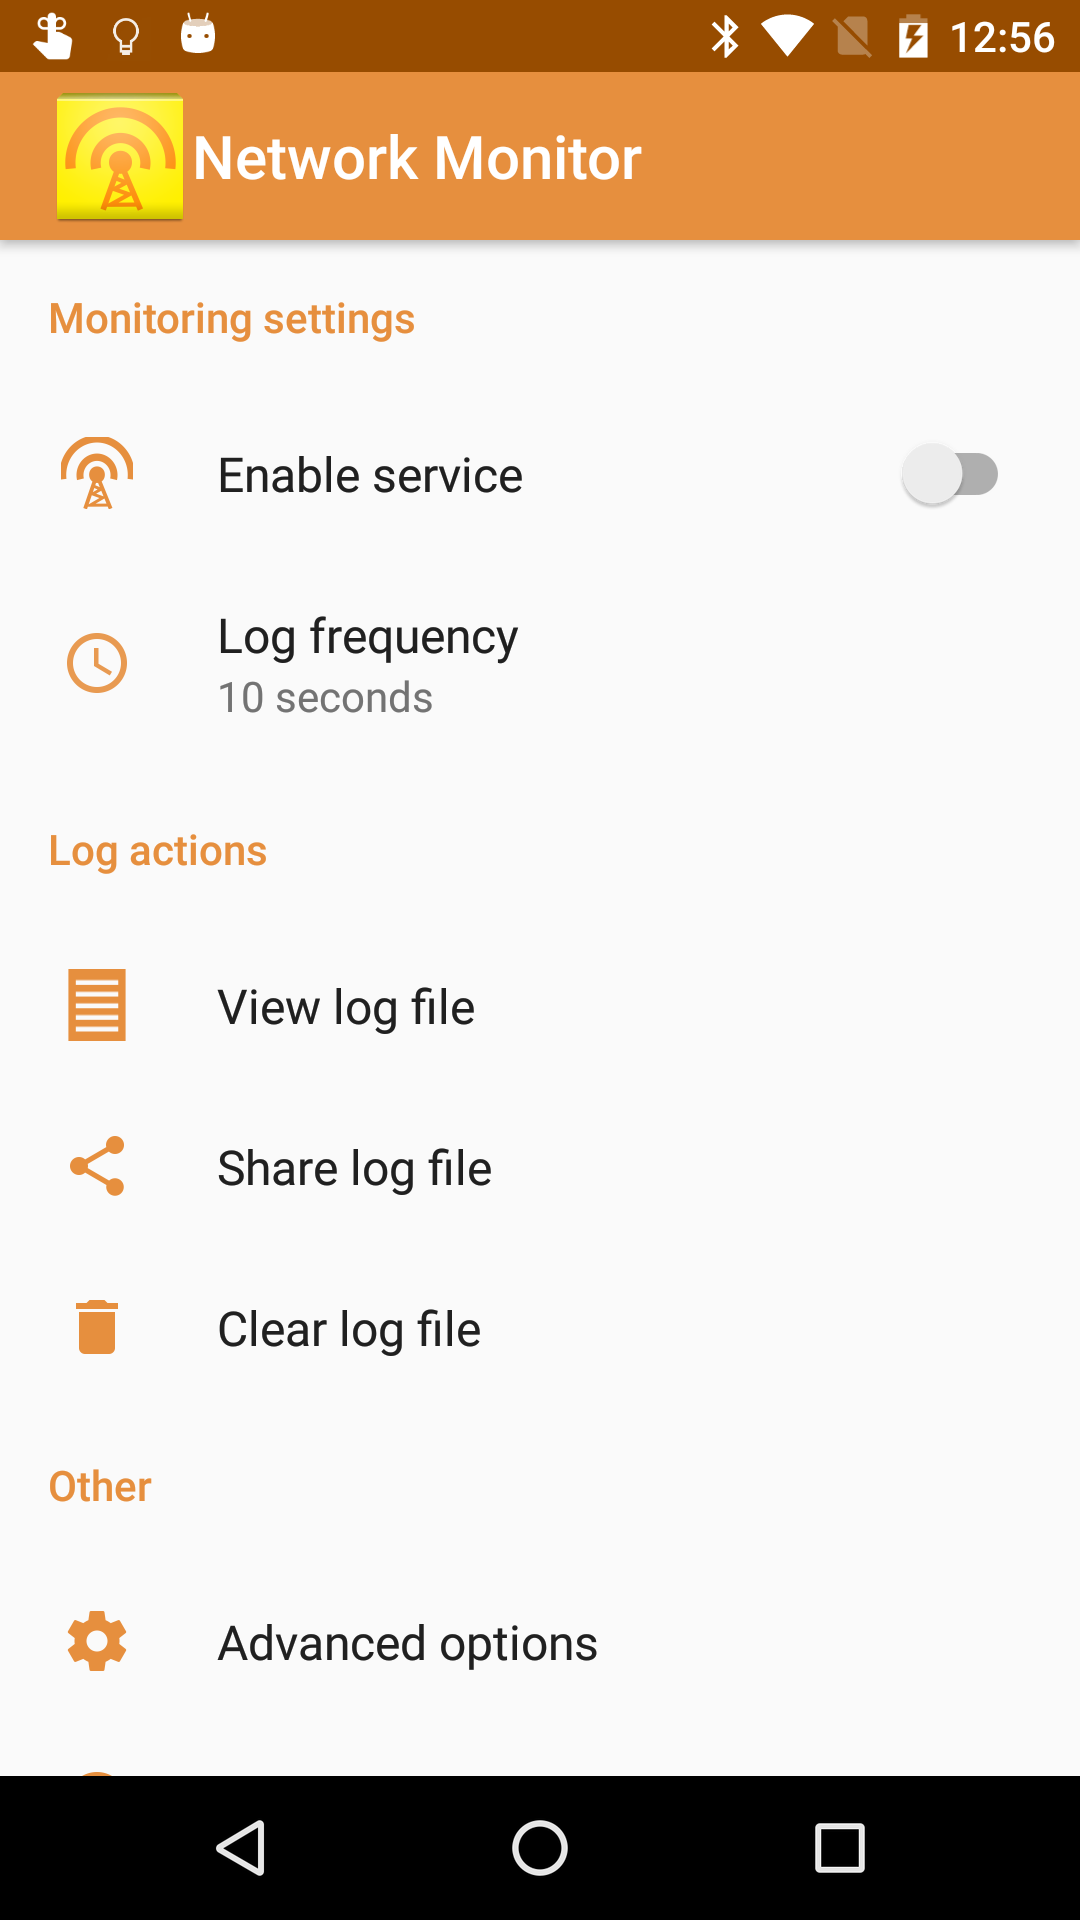 12:56
Network Monitor
Monitoring settings
Enable service
Log frequency
10 seconds
Log actions
View log file
Share log file
Clear log file
Other
Advanced options